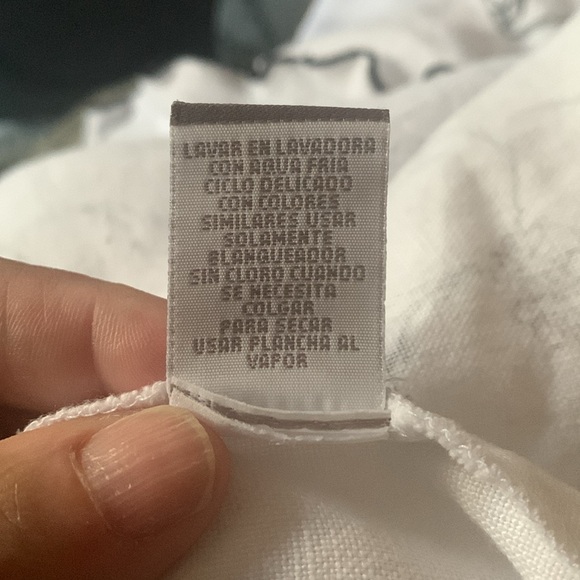 LAVAR EN LAVADORA
CON AQUA FRIA
CICLO DELICADO
CON COLORES
SIMILARES USAR
SOLAMENTE
BLANQUEADOR
SIN CLORO CUANDO
SE NECESITA
COLGAR
PARA SECAR
USAR PLANCHA AL
VAPOR